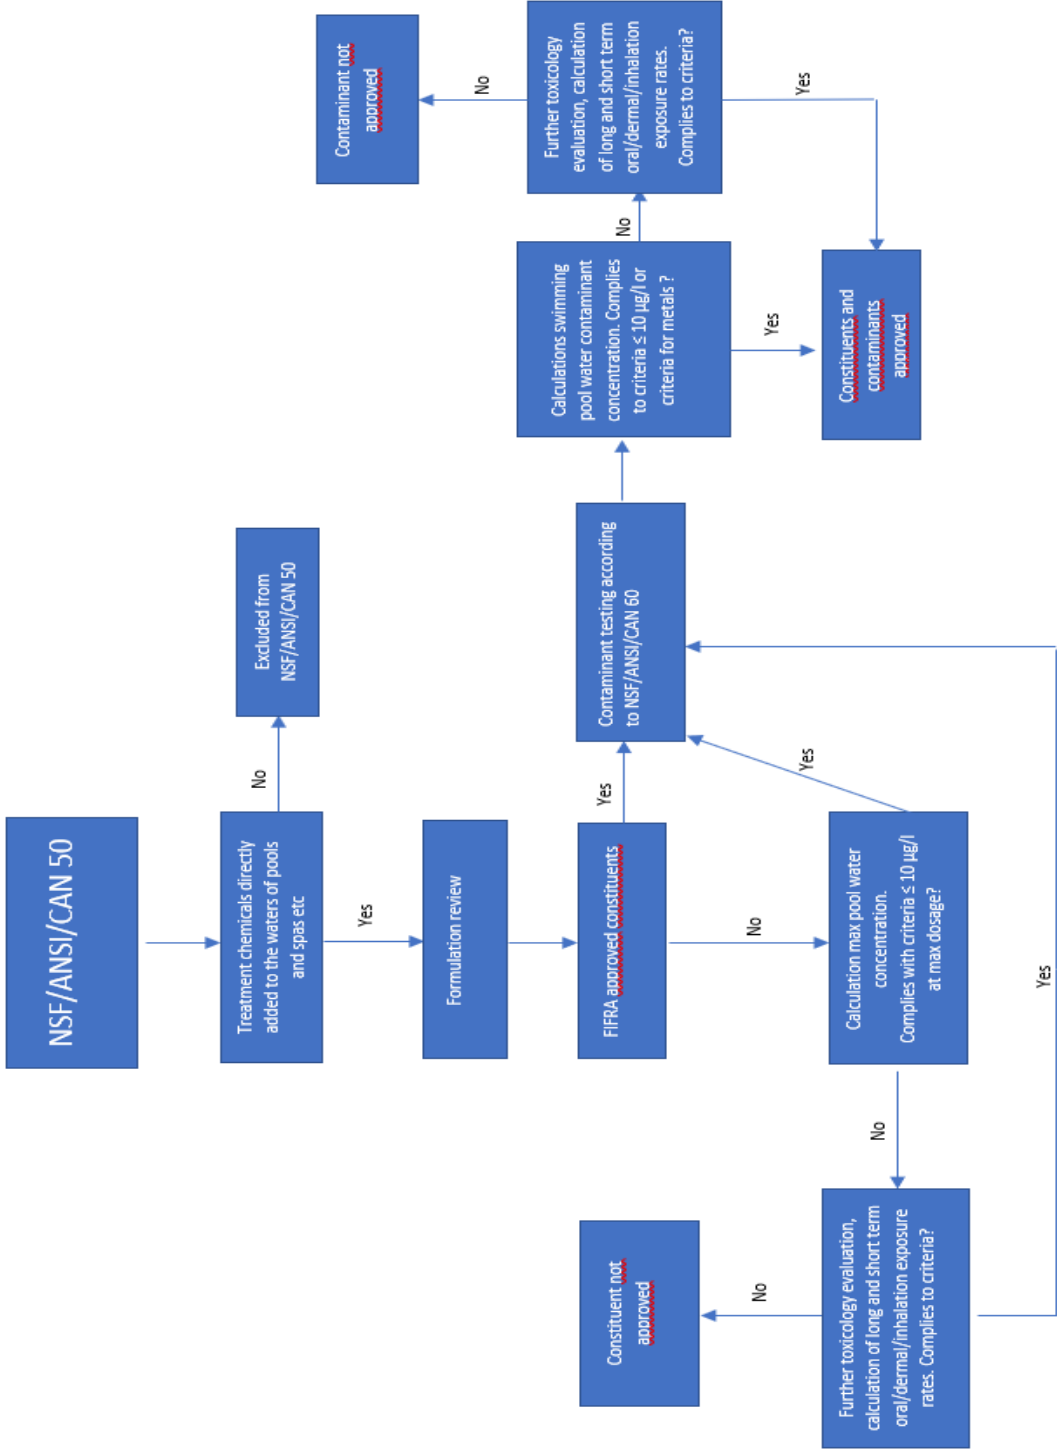 NSF/ANSI/CAN 50
Treatment chemicals directly
added to the waters of pools
and spas etc
No
Excluded from
NSF/ANSI/CAN 50
Yes
Formulation review
FIFRA approved constituents
Yes
No
Contaminant testing according
to NSF/ANSI/CAN 60
Calculation max pool water
concentration.
Complies with criteria ≤ 10 µg/l
at max dosage?
Yes
No
Further toxicology evaluation,
calculation of long and short term
oral/dermal/inhalation exposure
rates. Complies to criteria?
No
Constituent not
approved
Yes
Calculations swimming
pool water contaminant
concentration. Complies
to criteria ≤ 10 µg/l or
criteria for metals ?
No
Yes
Further toxicology
evaluation, calculation
of long and short term
oral/dermal/inhalation
exposure rates.
Complies to criteria?
No
Contaminant not
approved
Yes
Constituents and
contaminants
approved